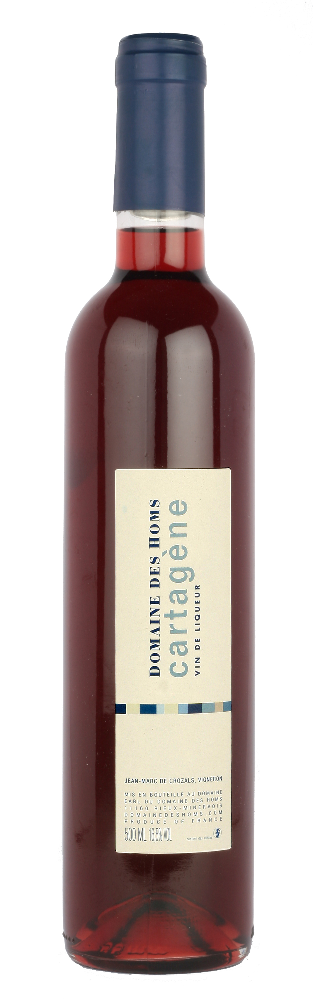 DOMAINE DES HOMS
cartagène
VIN DE LIQUEUR
JEAN-MARC DE CROZALS, VIGNERON
MIS EN BOUTEILLE AU DOMAINE
EARL DU DOMAINE DES HOMS
11160 RIEUX-MINERVOIS
DOMAINEDESHOMS.COM
PRODUCE OF FRANCE
500 ML 16,5% VOL
contient des sulfites